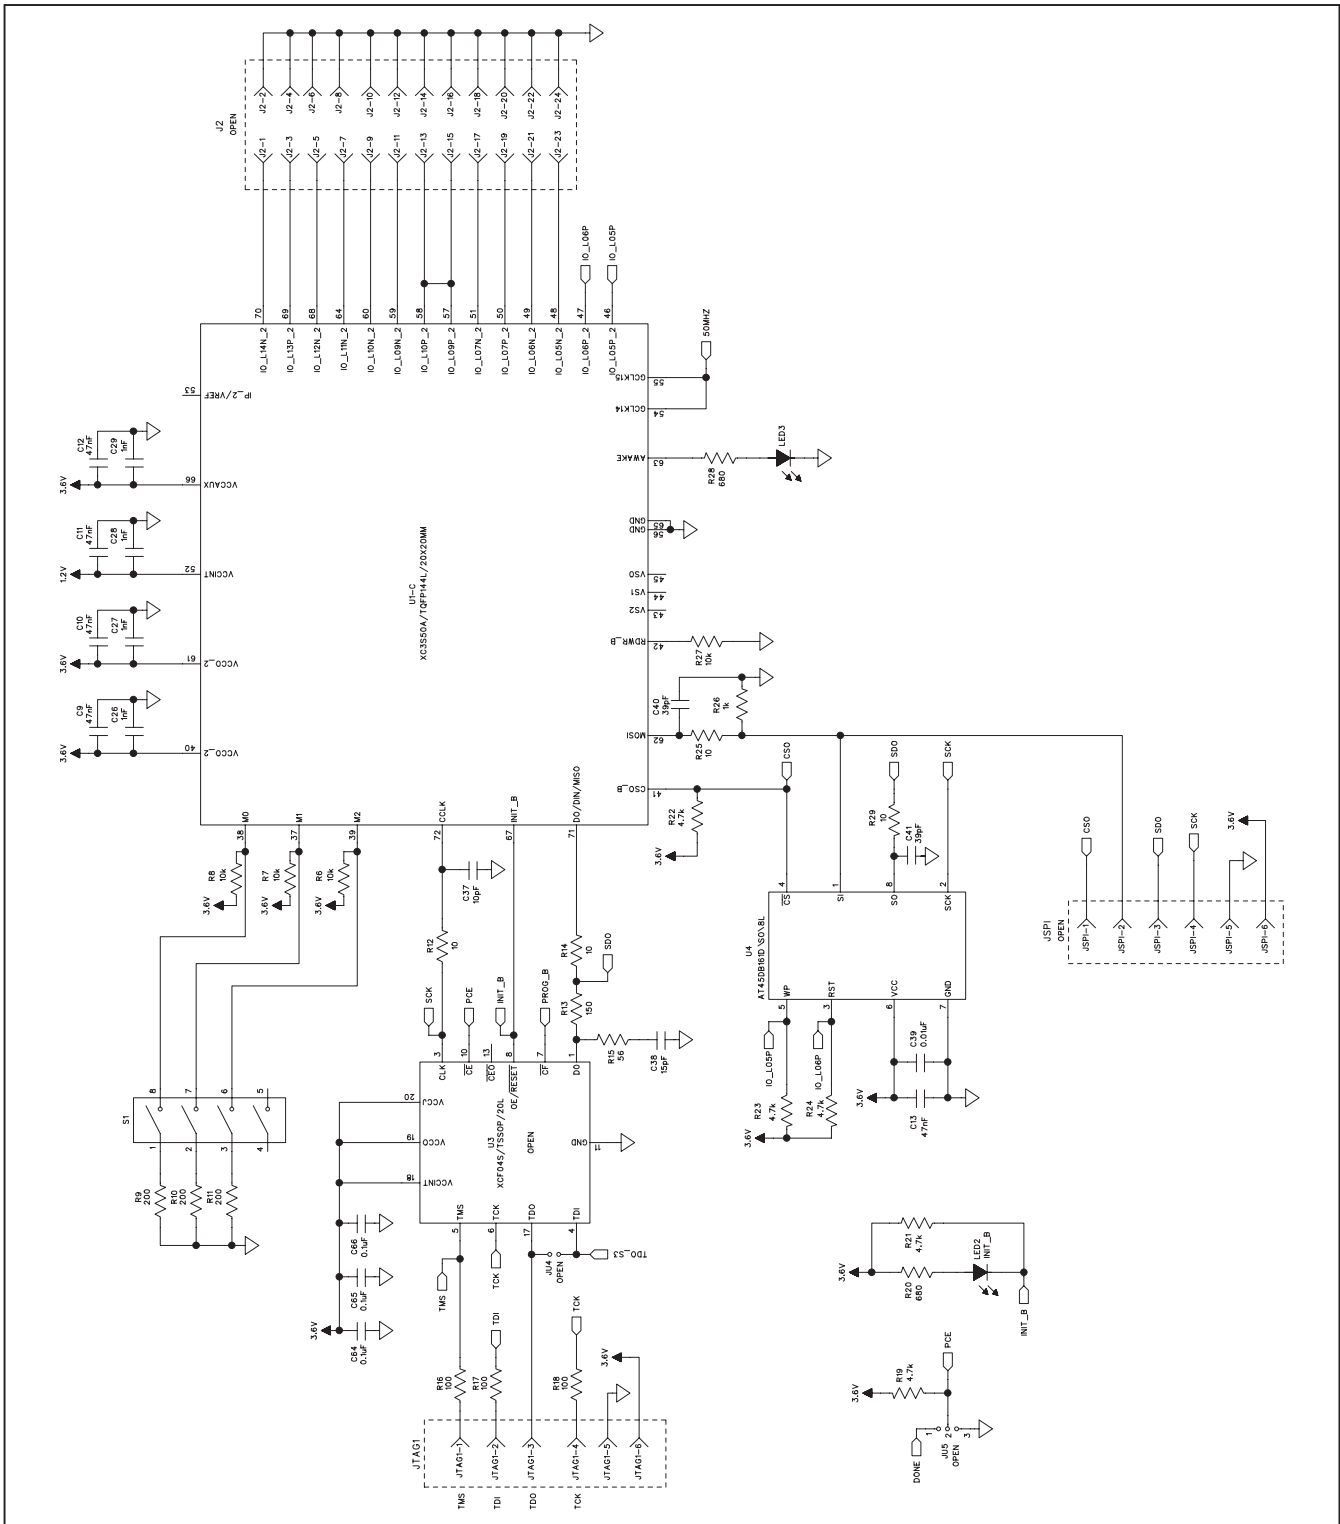 J2
OPEN
J2-2
J2-4
J2-6
J2-8
J2-10
J2-12
J2-14
J2-16
J2-18
J2-20
J2-22
J2-24
J2-1
J2-3
J2-5
J2-7
J2-9
J2-11
J2-13
J2-15
J2-17
J2-19
J2-21
J2-23
IO_L06P
IO_L05P
70
69
68
64
60
59
58
57
51
50
49
48
47
46
IO_L14N_2
IO_L13P_2
IO_L12N_2
IO_L11N_2
IO_L10N_2
IO_L09N_2
IO_L10P_2
IO_L09P_2
IO_L07N_2
IO_L07P_2
IO_L06N_2
IO_L05N_2
IO_L06P_2
IO_L05P_2
53
IP_2/VREF
C12
47nF
C29
1nF
3.6V
66
VCCAUX
C11
47nF
C28
1nF
1.2V
52
VCCINT
C10
47nF
C27
1nF
3.6V
61
VCCO_2
C9
47nF
C26
1nF
3.6V
40
VCCO_2
U1-C
XC3S50A/TQFP144L/20X20MM
GCLK15
55
GCLK14
54
50MHZ
AWAKE
63
R28
680
LED3
GND
65
GND
56
VS0
45
VS1
44
VS2
43
RDWR_B
42
R27
10k
C40
39pF
R26
1k
MOSI
62
R25
10
CSO_B
41
R22
4.7k
3.6V
CSO
SDO
SCK
R29
10
C41
39pF
M0
38
M1
37
M2
39
CCLK
72
INIT_B
67
DO/DIN/MISO
71
R8
10k
3.6V
R7
10k
3.6V
R6
10k
3.6V
C37
10pF
R12
10
R14
10
SDO
R13
150
R15
56
C38
15pF
SCK
PCE
INIT_B
PROG_B
3
10
13
8
7
1
CLK
CE
CEO
OE/RESET
CF
DO
U3
XCF04S/TSSOP/20L
OPEN
20
VCCJ
19
VCCO
18
VCCINT
GND
11
TMS
TCK
TDO
TDI
5
6
17
4
S1
8
7
6
5
1
2
3
4
R9
200
R10
200
R11
200
C66
0.1uF
C65
0.1uF
C64
0.1uF
3.6V
TMS
TCK
JU4
OPEN
TDO_S3
TDI
TCK
R16
100
R17
100
R18
100
3.6V
JTAG1
JTAG1-1
JTAG1-2
JTAG1-3
JTAG1-4
JTAG1-5
JTAG1-6
TMS
TDI
TDO
TCK
4
1
8
2
CS
SI
SO
SCK
U4
AT45DB161D\SO\8L
WP
RST
VCC
GND
5
3
6
7
IO_L05P
IO_L06P
R23
4.7k
R24
4.7k
3.6V
C39
0.01uF
C13
47nF
3.6V
CSO
SDO
SCK
3.6V
JSPI
OPEN
JSPI-1
JSPI-2
JSPI-3
JSPI-4
JSPI-5
JSPI-6
R21
4.7k
3.6V
R20
680
LED2
INIT_B
INIT_B
R19
4.7k
3.6V
PCE
DONE
1
2
3
JU5
OPEN